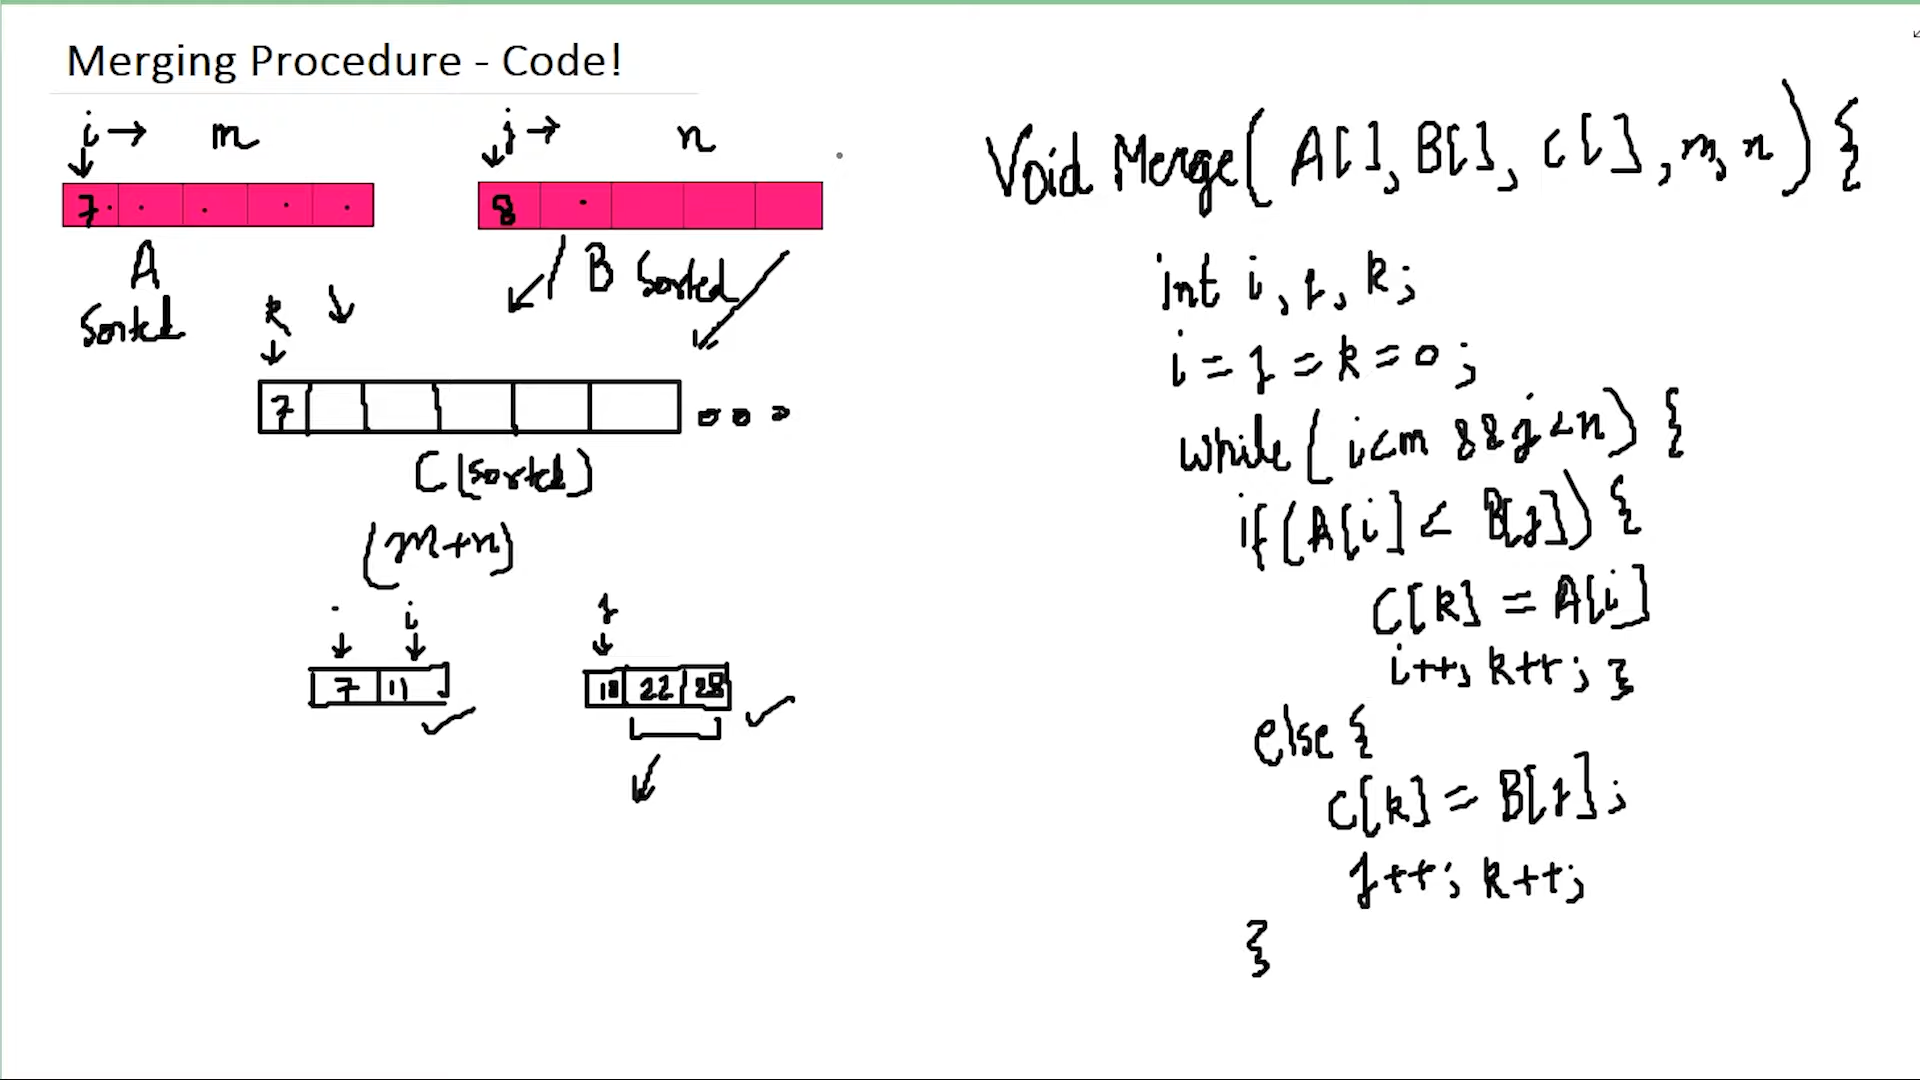 Merging Procedure - Code!
i → m
j → n
7
8
A
Sorted
B Sorted
k
7
C (sorted)
(m+n)
i
j
7 11
18 22 28
Void Merge( A[], B[], C[], m, n) {
int i, j, k;
i = j = k = 0;
while ( i<m && j<n) {
if (A[i] < B[j]) {
C[k] = A[i]
i++; k++; }
else {
C[k] = B[j];
j++; k++;
}